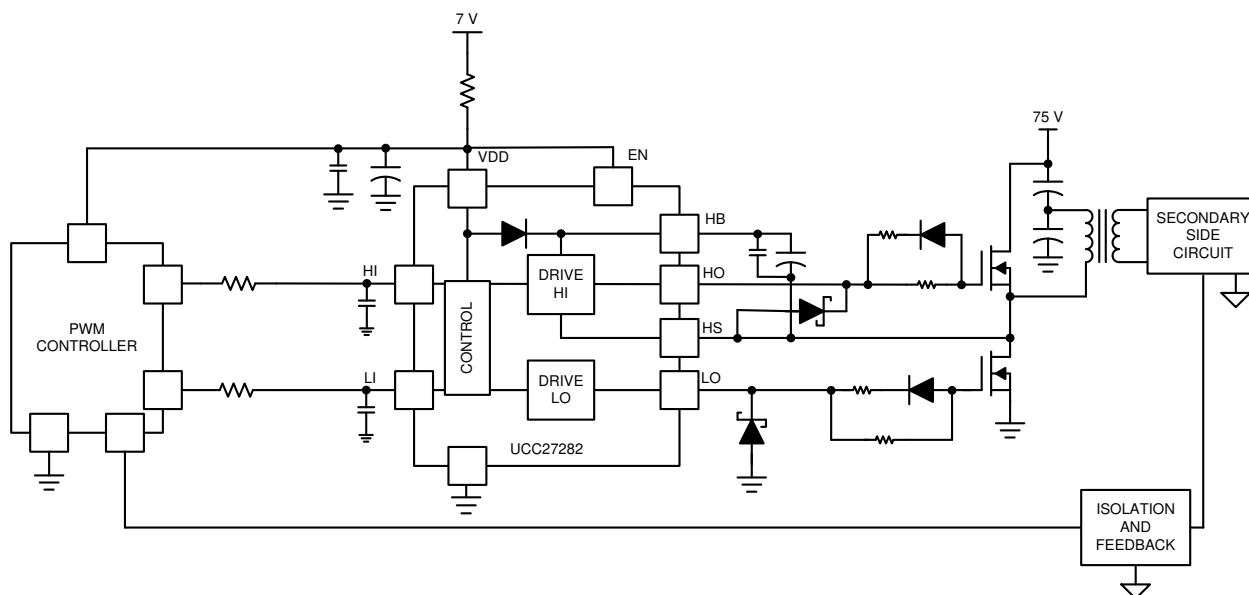 7 V
75 V
VDD
EN
HB
SECONDARY
SIDE
CIRCUIT
HI
DRIVE
HI
HO
CONTROL
HS
PWM
CONTROLLER
LI
DRIVE
LO
LO
UCC27282
ISOLATION
AND
FEEDBACK